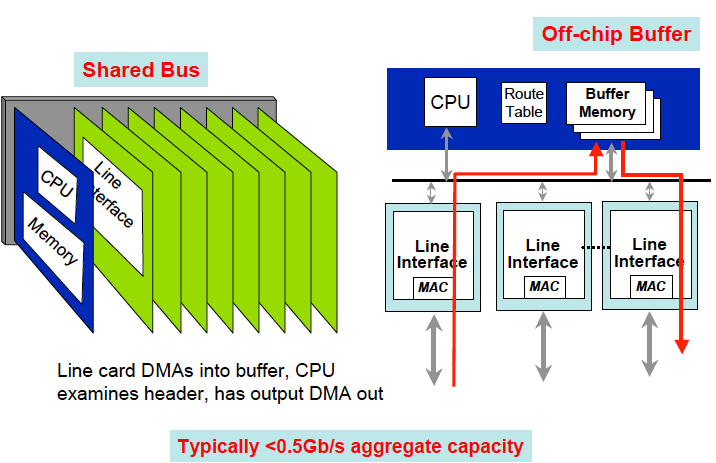 Off-chip Buffer
Shared Bus
CPU
Route
Table
Buffer
Memory
CPU
Memory
Line
Interface
Line
Interface
MAC
Line
Interface
MAC
Line
Interface
MAC
Line card DMAs into buffer, CPU
examines header, has output DMA out
Typically <0.5Gb/s aggregate capacity